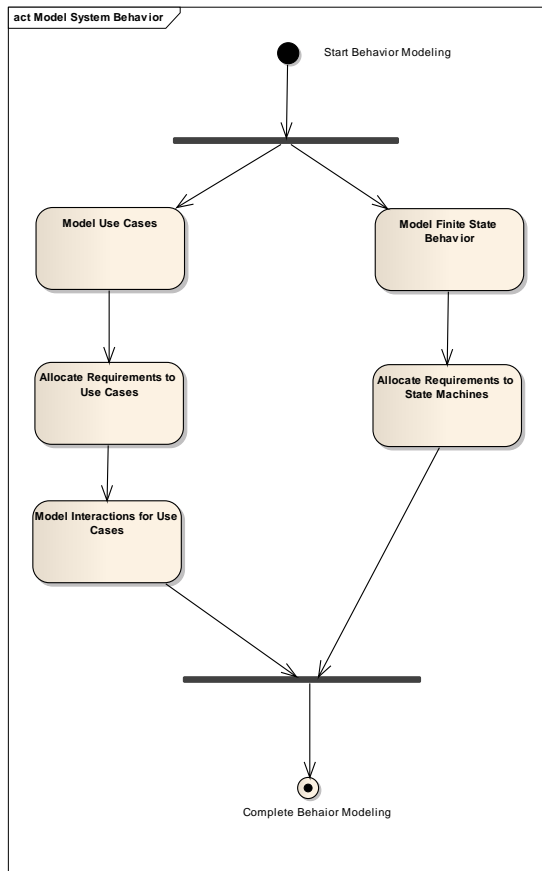 act Model System Behavior
Start Behavior Modeling
Model Use Cases
Model Finite State
Behavior
Allocate Requirements to
Use Cases
Allocate Requirements to
State Machines
Model Interactions for Use
Cases
Complete Behaior Modeling